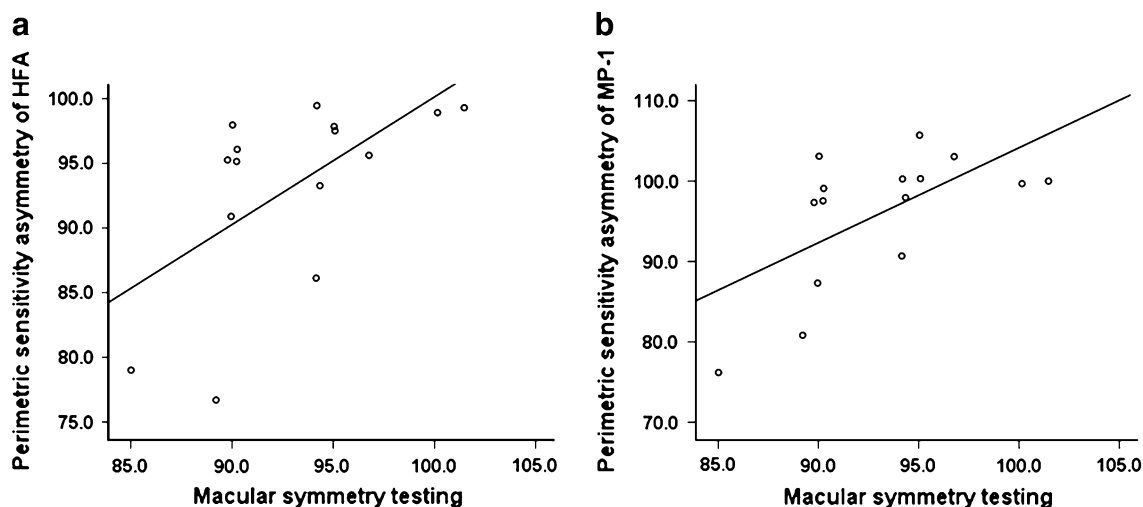 a
Perimetric sensitivity asymmetry of HFA
100.0
95.0
90.0
85.0
80.0
75.0
85.0 90.0 95.0 100.0 105.0
Macular symmetry testing
b
Perimetric sensitivity asymmetry of MP-1
110.0
100.0
90.0
80.0
70.0
85.0 90.0 95.0 100.0 105.0
Macular symmetry testing